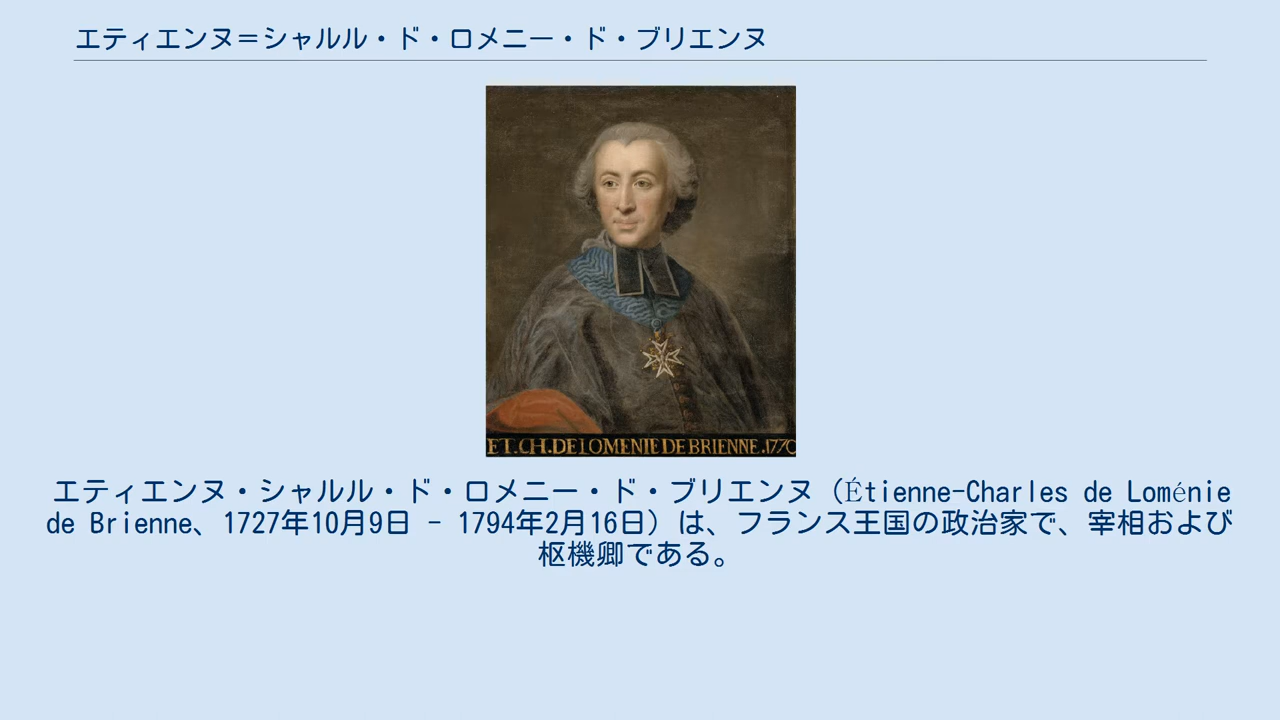 エティエンヌ＝シャルル・ド・ロメニー・ド・ブリエンヌ
ET.CH.DE LOMENIE DE BRIENNE.1770
エティエンヌ・シャルル・ド・ロメニー・ド・ブリエンヌ（Étienne-Charles de Loménie
de Brienne、1727年10月9日 - 1794年2月16日）は、フランス王国の政治家で、宰相および
枢機卿である。